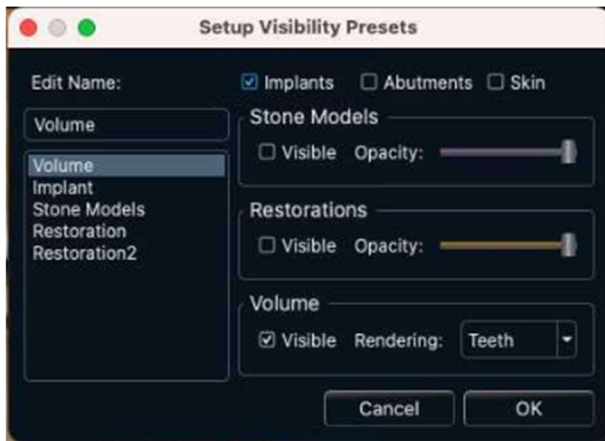 Setup Visibility Presets
Edit Name:
Implants Abutments Skin
Volume
Volume
Implant
Stone Models
Restoration
Restoration2
Stone Models
Visible Opacity:
Restorations
Visible Opacity:
Volume
Visible Rendering: Teeth
Cancel OK